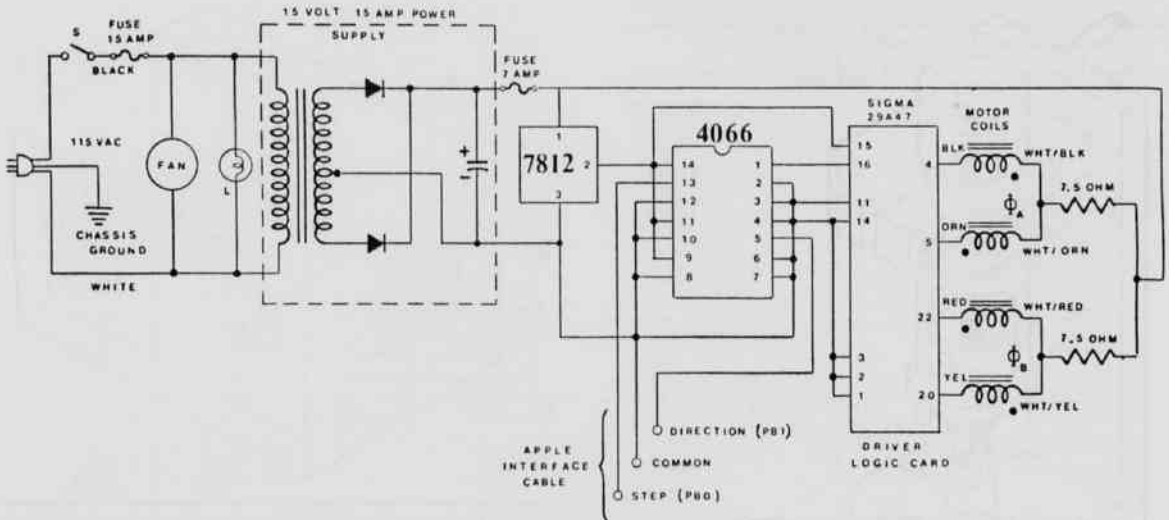 15 VOLT 15 AMP POWER
SUPPLY
S
FUSE
15 AMP
BLACK
115 VAC
CHASSIS
GROUND
FAN
L
WHITE
+
-
FUSE
7 AMP
1
7812
2
3
4066
14
13
12
11
10
9
8
1
2
3
4
5
6
7
SIGMA
29A47
15
16
11
14
3
2
1
4
5
22
20
DRIVER
LOGIC CARD
MOTOR
COILS
BLK
WHT/BLK
ΦA
ORN
WHT/ORN
7.5 OHM
RED
WHT/RED
ΦB
YEL
WHT/YEL
7.5 OHM
APPLE
INTERFACE
CABLE
DIRECTION (PB1)
COMMON
STEP (PB0)